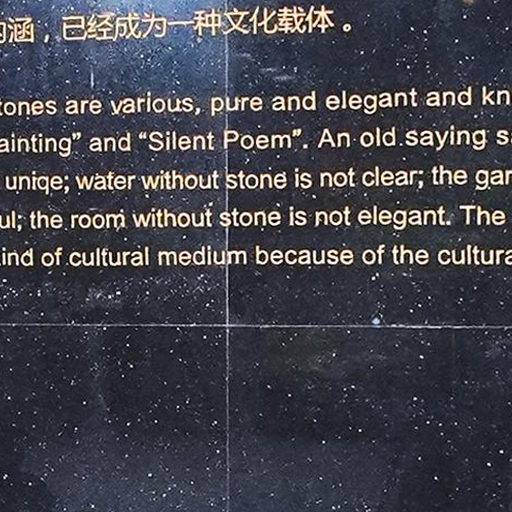 内涵，已经成为一种文化载体。
tones are various, pure and elegant and kn
ainting” and “Silent Poem”. An old saying s
uniqe; water without stone is not clear; the gar
ul; the room without stone is not elegant. The
ind of cultural medium because of the cultura